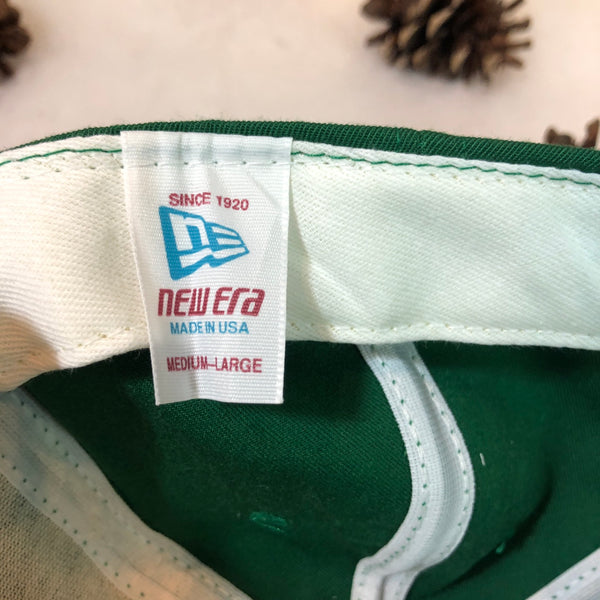 SINCE 1920
new era
MADE IN USA
MEDIUM-LARGE